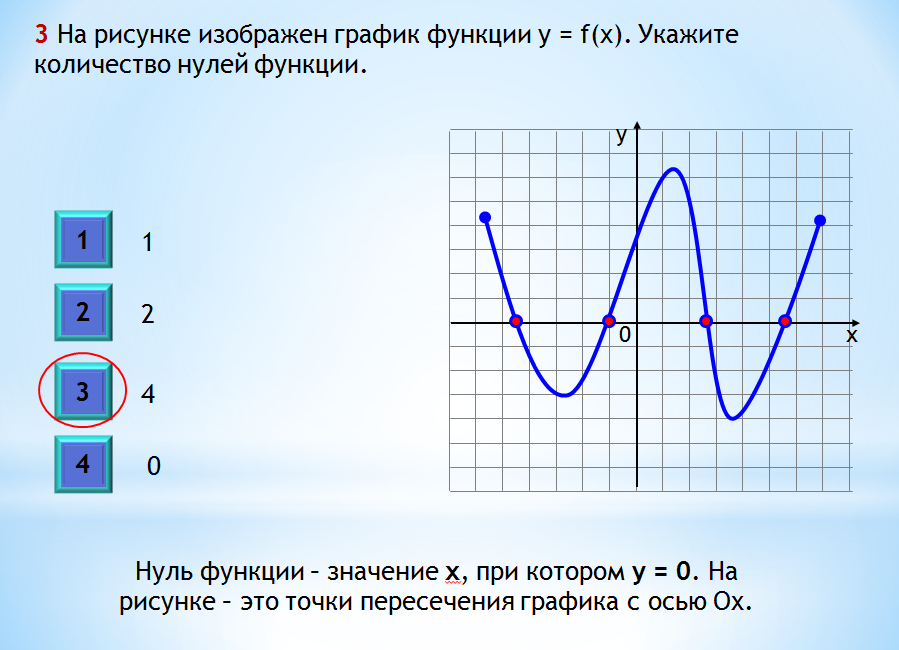 3 На рисунке изображен график функции y = f(x). Укажите
количество нулей функции.
y
1 1
2 2
0
x
3 4
4 0
Нуль функции – значение x, при котором y = 0. На
рисунке – это точки пересечения графика с осью Ox.